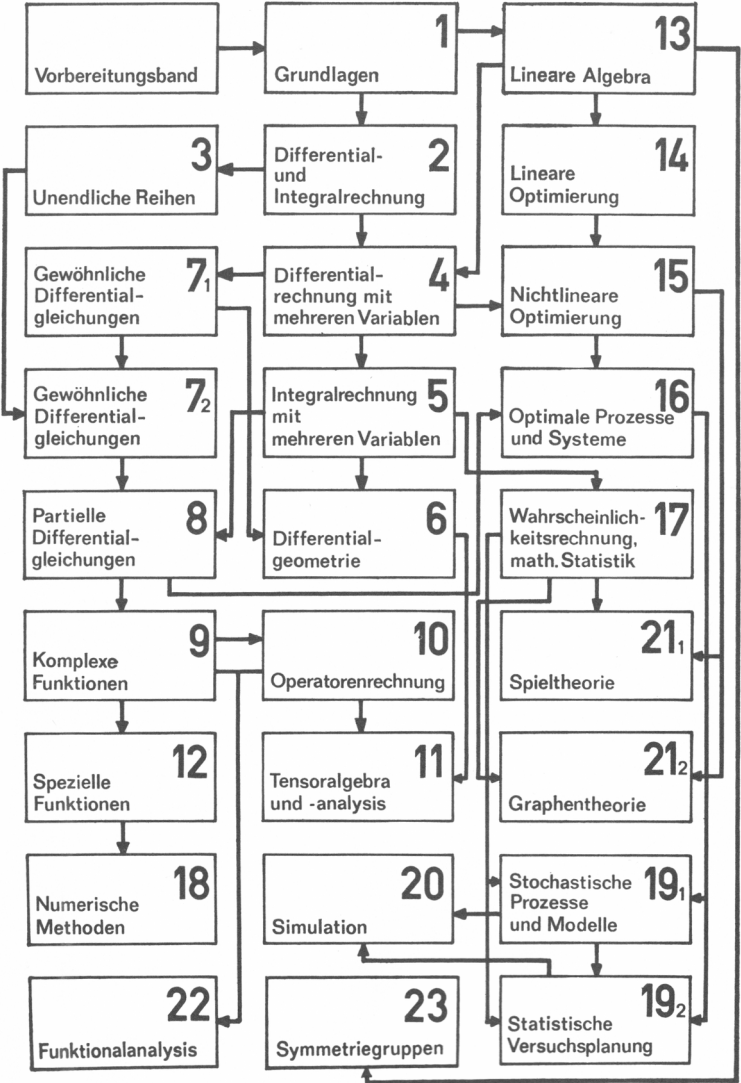 Vorbereitungsband
1
Grundlagen
13
Lineare Algebra
3
Unendliche Reihen
2
Differential-
und
Integralrechnung
14
Lineare
Optimierung
7₁
Gewöhnliche
Differential-
gleichungen
4
Differential-
rechnung mit
mehreren Variablen
15
Nichtlineare
Optimierung
7₂
Gewöhnliche
Differential-
gleichungen
5
Integralrechnung
mit
mehreren Variablen
16
Optimale Prozesse
und Systeme
8
Partielle
Differential-
gleichungen
6
Differential-
geometrie
17
Wahrscheinlich-
keitsrechnung,
math. Statistik
9
Komplexe
Funktionen
10
Operatorenrechnung
21₁
Spieltheorie
12
Spezielle
Funktionen
11
Tensoralgebra
und -analysis
21₂
Graphentheorie
18
Numerische
Methoden
20
Simulation
19₁
Stochastische
Prozesse
und Modelle
22
Funktionalanalysis
23
Symmetriegruppen
19₂
Statistische
Versuchsplanung